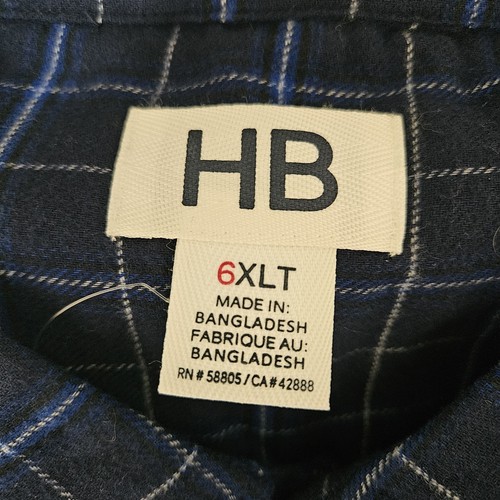 HB
6XLT
MADE IN:
BANGLADESH
FABRIQUE AU:
BANGLADESH
RN # 58805 / CA # 42888